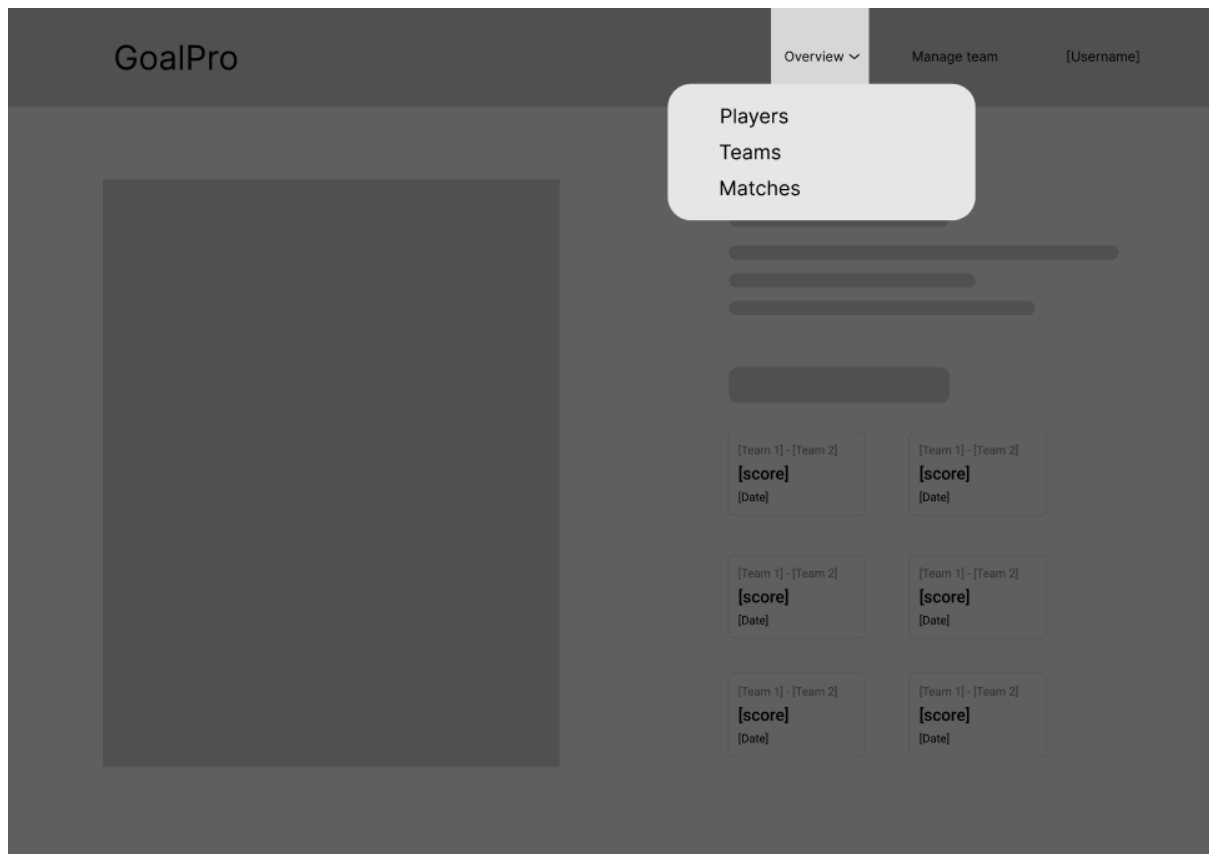 GoalPro
Overview
Manage team
[Username]
Players
Teams
Matches
[Team 1] - [Team 2]
[score]
[Date]
[Team 1] - [Team 2]
[score]
[Date]
[Team 1] - [Team 2]
[score]
[Date]
[Team 1] - [Team 2]
[score]
[Date]
[Team 1] - [Team 2]
[score]
[Date]
[Team 1] - [Team 2]
[score]
[Date]